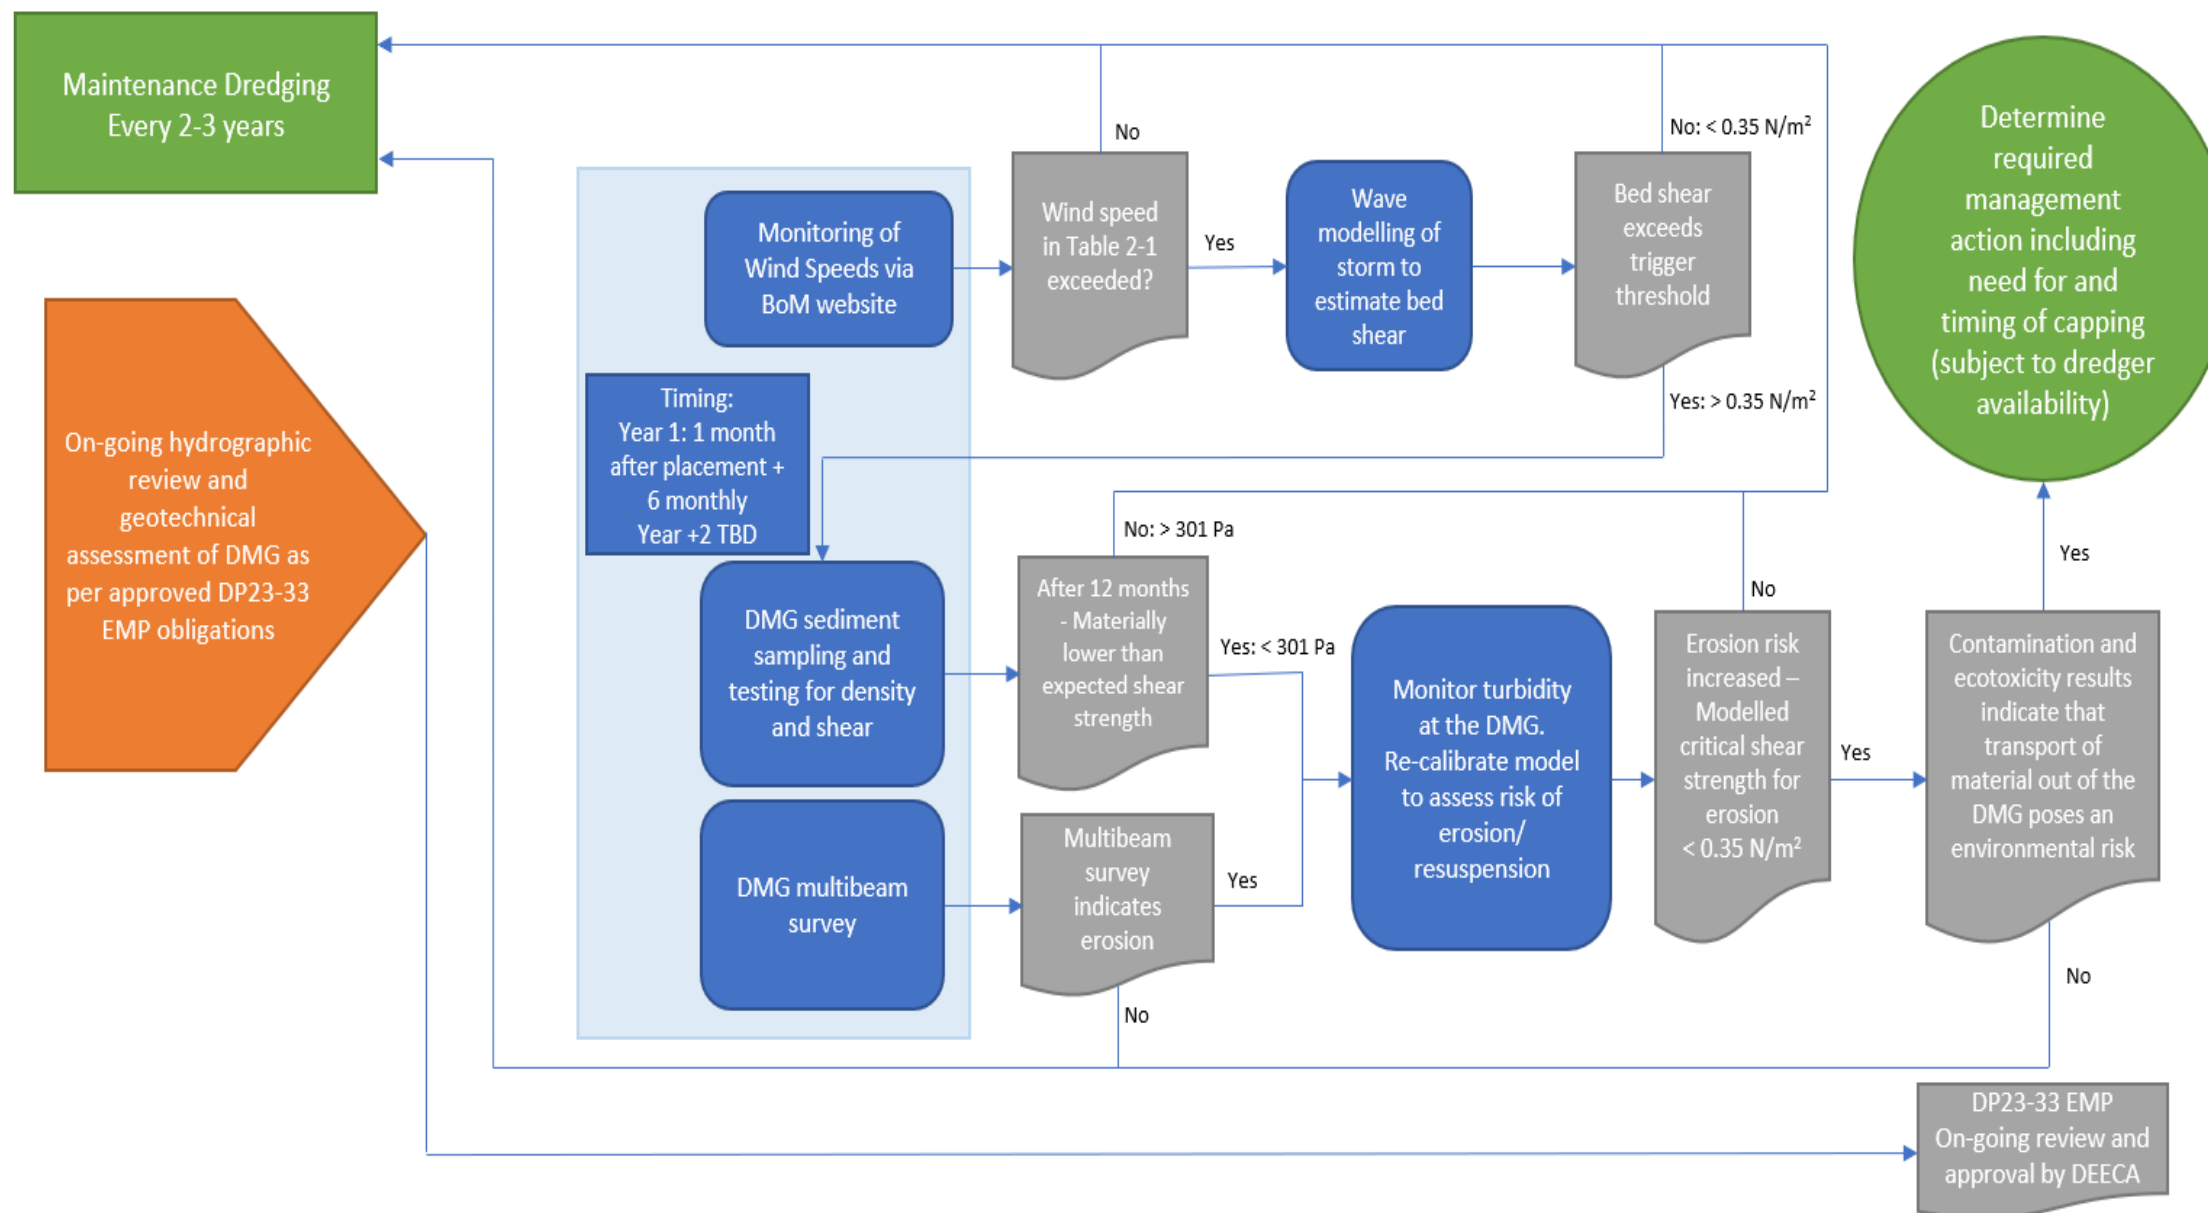 Maintenance Dredging
Every 2-3 years
On-going hydrographic
review and
geotechnical
assessment of DMG as
per approved DP23-33
EMP obligations
Monitoring of
Wind Speeds via
BoM website
No
Wind speed
in Table 2-1
exceeded?
Yes
Wave
modelling of
storm to
estimate bed
shear
No: < 0.35 N/m²
Bed shear
exceeds
trigger
threshold
Yes: > 0.35 N/m²
Determine
required
management
action including
need for and
timing of capping
(subject to dredger
availability)
Timing:
Year 1: 1 month
after placement +
6 monthly
Year +2 TBD
DMG sediment
sampling and
testing for density
and shear
No: > 301 Pa
After 12 months
- Materially
lower than
expected shear
strength
Yes: < 301 Pa
DMG multibeam
survey
Multibeam
survey
indicates
erosion
Yes
No
Monitor turbidity
at the DMG.
Re-calibrate model
to assess risk of
erosion/
resuspension
No
Erosion risk
increased –
Modelled
critical shear
strength for
erosion
< 0.35 N/m²
Yes
Yes
Contamination and
ecotoxicity results
indicate that
transport of
material out of the
DMG poses an
environmental risk
No
DP23-33 EMP
On-going review and
approval by DEECA